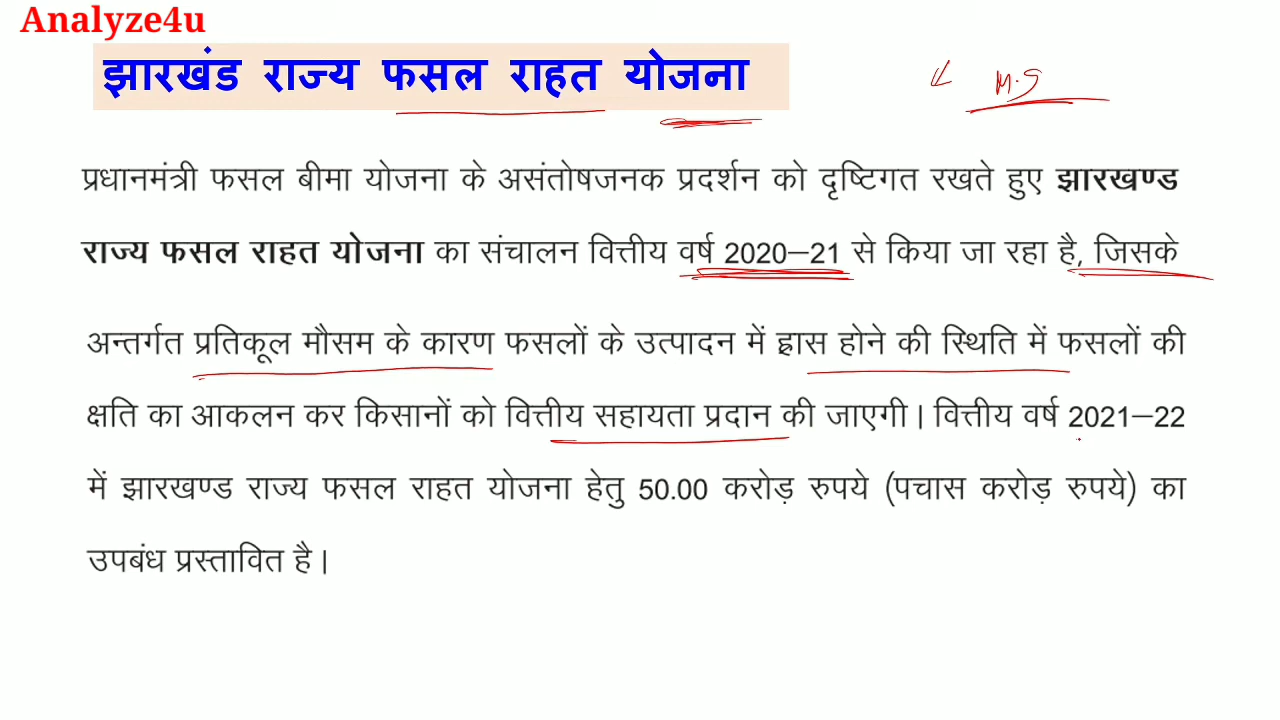 Analyze4u
झारखंड राज्य फसल राहत योजना
M.S
प्रधानमंत्री फसल बीमा योजना के असंतोषजनक प्रदर्शन को दृष्टिगत रखते हुए झारखण्ड
राज्य फसल राहत योजना का संचालन वित्तीय वर्ष 2020–21 से किया जा रहा है, जिसके
अन्तर्गत प्रतिकूल मौसम के कारण फसलों के उत्पादन में ह्रास होने की स्थिति में फसलों की
क्षति का आकलन कर किसानों को वित्तीय सहायता प्रदान की जाएगी। वित्तीय वर्ष 2021–22
में झारखण्ड राज्य फसल राहत योजना हेतु 50.00 करोड़ रुपये (पचास करोड़ रुपये) का
उपबंध प्रस्तावित है।